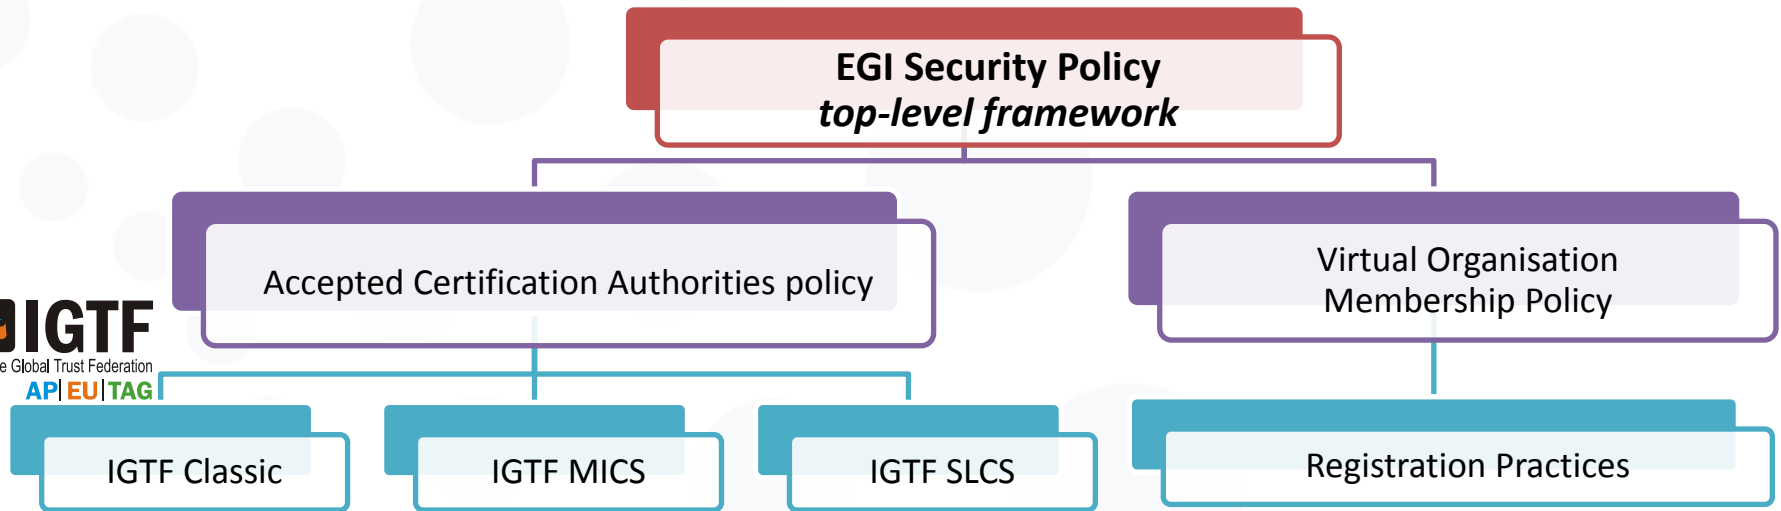 EGI Security Policy
top-level framework
Accepted Certification Authorities policy
Virtual Organisation
Membership Policy
IGTF
e Global Trust Federation
AP| EU|TAG
IGTF Classic
IGTF MICS
IGTF SLCS
Registration Practices